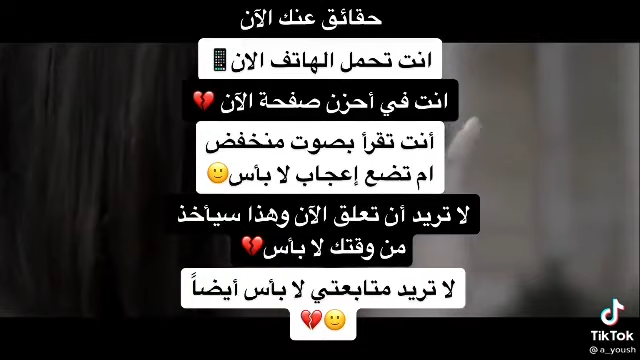 حقائق عنك الآن
انت تحمل الهاتف الان📱
انت في أحزن صفحة الآن 💔
أنت تقرأ بصوت منخفض
ام تضع إعجاب لا بأس🙂
لا تريد أن تعلق الآن وهذا سيأخذ
من وقتك لا بأس💔
لا تريد متابعتي لا بأس أيضاً
🙂💔
TikTok
@a_yoush